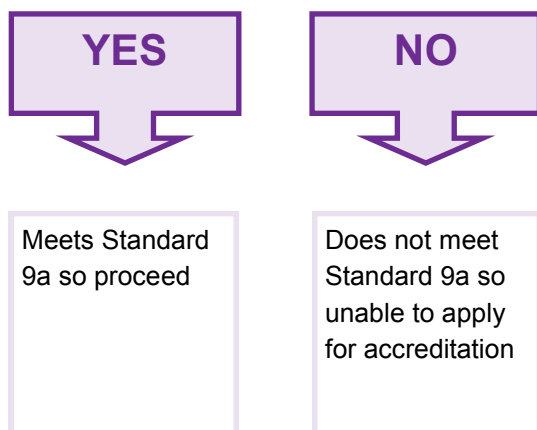 YES
NO
Meets Standard
9a so proceed
Does not meet
Standard 9a so
unable to apply
for accreditation